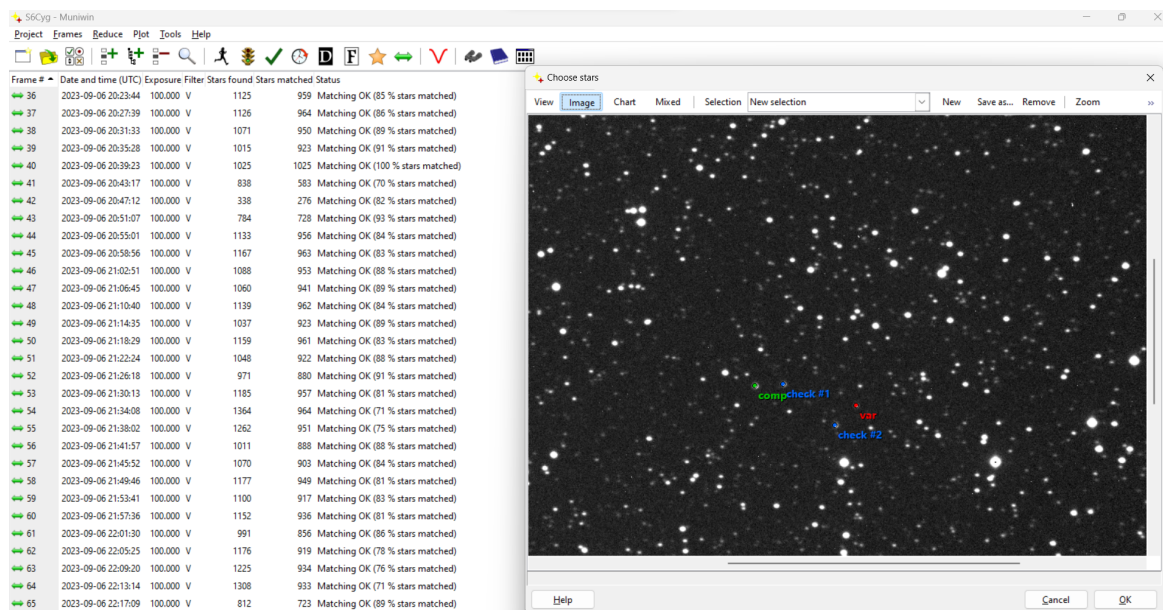 S6Cyg - Muniwin
Project Frames Reduce Plot Tools Help
Frame # Date and time (UTC) Exposure Filter Stars found Stars matched Status
36 2023-09-06 20:23:44 100.000 V 1125 959 Matching OK (85 % stars matched)
37 2023-09-06 20:27:39 100.000 V 1126 964 Matching OK (86 % stars matched)
38 2023-09-06 20:31:33 100.000 V 1071 950 Matching OK (89 % stars matched)
39 2023-09-06 20:35:28 100.000 V 1015 923 Matching OK (91 % stars matched)
40 2023-09-06 20:39:23 100.000 V 1025 1025 Matching OK (100 % stars matched)
41 2023-09-06 20:43:17 100.000 V 838 583 Matching OK (70 % stars matched)
42 2023-09-06 20:47:12 100.000 V 338 276 Matching OK (82 % stars matched)
43 2023-09-06 20:51:07 100.000 V 784 728 Matching OK (93 % stars matched)
44 2023-09-06 20:55:01 100.000 V 1133 956 Matching OK (84 % stars matched)
45 2023-09-06 20:58:56 100.000 V 1167 963 Matching OK (83 % stars matched)
46 2023-09-06 21:02:51 100.000 V 1088 953 Matching OK (88 % stars matched)
47 2023-09-06 21:06:45 100.000 V 1060 941 Matching OK (89 % stars matched)
48 2023-09-06 21:10:40 100.000 V 1139 962 Matching OK (84 % stars matched)
49 2023-09-06 21:14:35 100.000 V 1037 923 Matching OK (89 % stars matched)
50 2023-09-06 21:18:29 100.000 V 1159 961 Matching OK (83 % stars matched)
51 2023-09-06 21:22:24 100.000 V 1048 922 Matching OK (88 % stars matched)
52 2023-09-06 21:26:18 100.000 V 971 880 Matching OK (91 % stars matched)
53 2023-09-06 21:30:13 100.000 V 1185 957 Matching OK (81 % stars matched)
54 2023-09-06 21:34:08 100.000 V 1364 964 Matching OK (71 % stars matched)
55 2023-09-06 21:38:02 100.000 V 1262 951 Matching OK (75 % stars matched)
56 2023-09-06 21:41:57 100.000 V 1011 888 Matching OK (88 % stars matched)
57 2023-09-06 21:45:52 100.000 V 1070 903 Matching OK (84 % stars matched)
58 2023-09-06 21:49:46 100.000 V 1177 949 Matching OK (81 % stars matched)
59 2023-09-06 21:53:41 100.000 V 1100 917 Matching OK (83 % stars matched)
60 2023-09-06 21:57:36 100.000 V 1152 936 Matching OK (81 % stars matched)
61 2023-09-06 22:01:30 100.000 V 991 856 Matching OK (86 % stars matched)
62 2023-09-06 22:05:25 100.000 V 1176 919 Matching OK (78 % stars matched)
63 2023-09-06 22:09:20 100.000 V 1225 934 Matching OK (76 % stars matched)
64 2023-09-06 22:13:14 100.000 V 1308 933 Matching OK (71 % stars matched)
65 2023-09-06 22:17:09 100.000 V 812 723 Matching OK (89 % stars matched)
Choose stars
View Image Chart Mixed Selection New selection New Save as... Remove Zoom »
comp check #1
var
check #2
Help Cancel OK